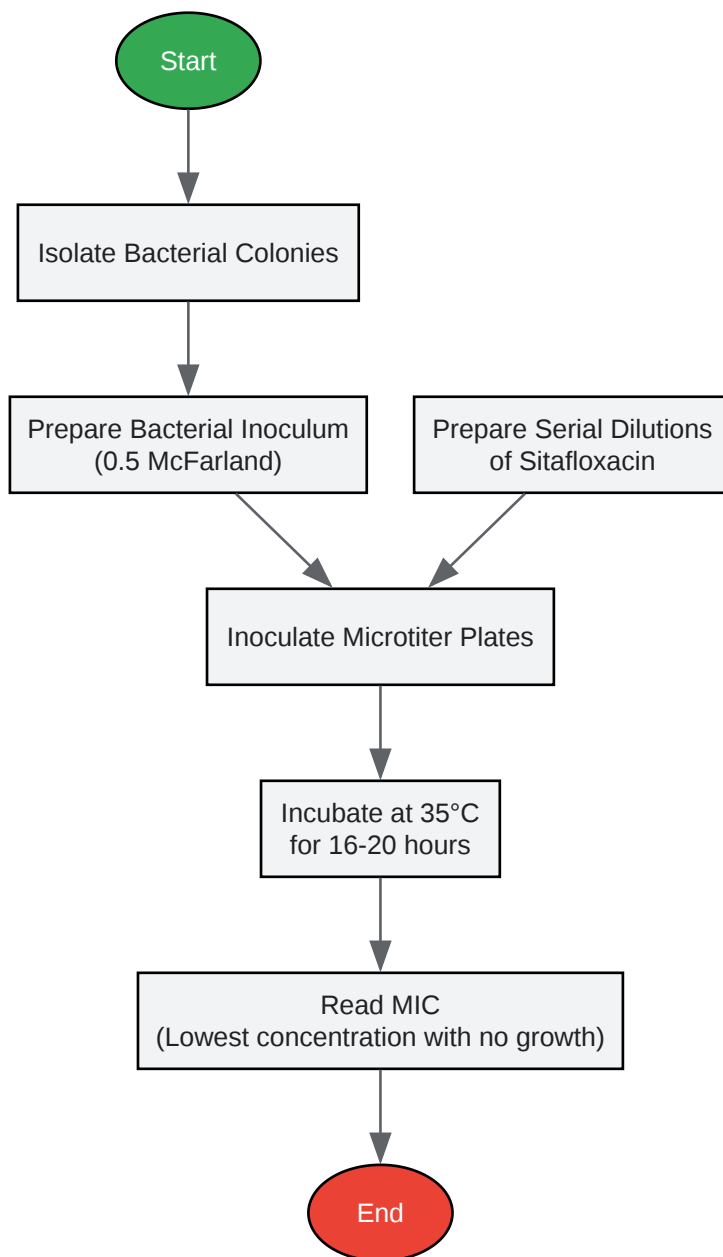 Start
Isolate Bacterial Colonies
Prepare Bacterial Inoculum
(0.5 McFarland)
Prepare Serial Dilutions
of Sitafloxacin
Inoculate Microtiter Plates
Incubate at 35°C
for 16-20 hours
Read MIC
(Lowest concentration with no growth)
End